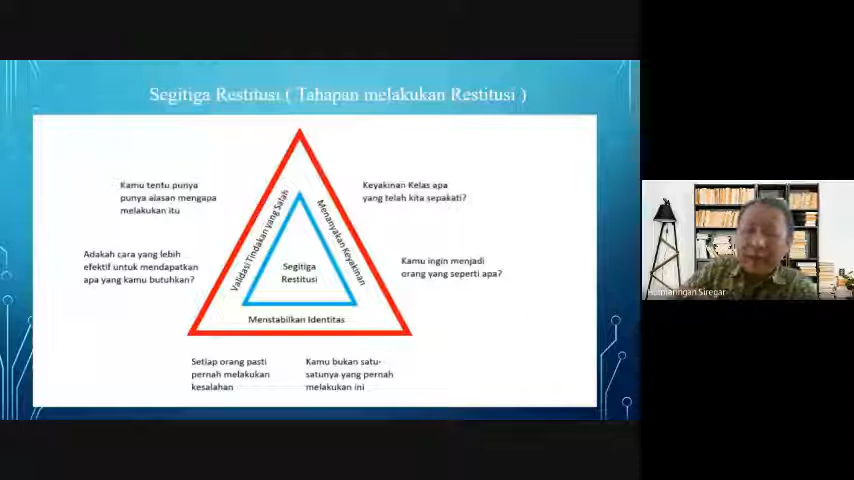 Segitiga Restitusi ( Tahapan melakukan Restitusi )
Kamu tentu punya
punya alasan mengapa
melakukan itu
Adakah cara yang lebih
efektif untuk mendapatkan
apa yang kamu butuhkan?
Validasi Tindakan yang Salah
Menanyakan Keyakinan
Segitiga
Restitusi
Menstabilkan Identitas
Keyakinan Kelas apa
yang telah kita sepakati?
Kamu ingin menjadi
orang yang seperti apa?
Setiap orang pasti
pernah melakukan
kesalahan
Kamu bukan satu-
satunya yang pernah
melakukan ini
Siregar